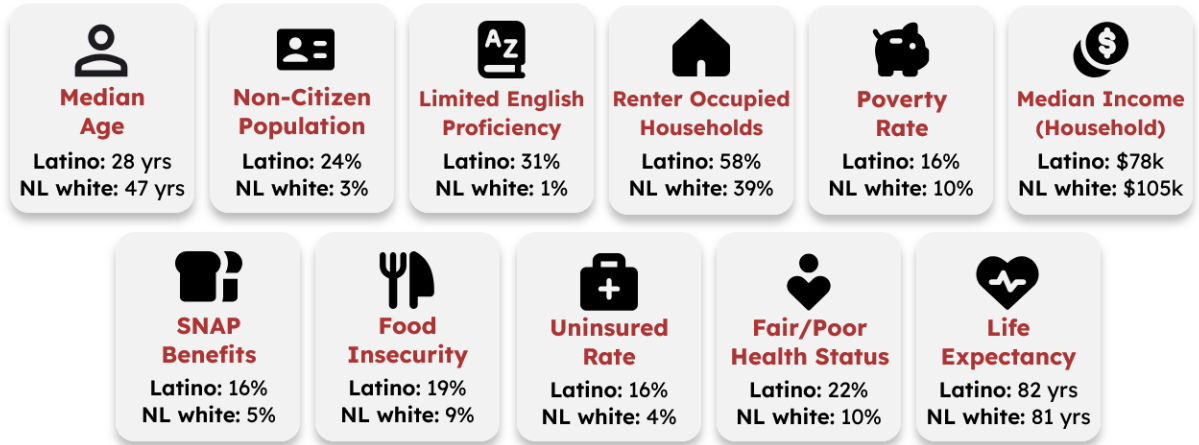 Median
Age
Latino: 28 yrs
NL white: 47 yrs
Non-Citizen
Population
Latino: 24%
NL white: 3%
A Z
Limited English
Proficiency
Latino: 31%
NL white: 1%
Renter Occupied
Households
Latino: 58%
NL white: 39%
Poverty
Rate
Latino: 16%
NL white: 10%
$
Median Income
(Household)
Latino: $78k
NL white: $105k
SNAP
Benefits
Latino: 16%
NL white: 5%
Food
Insecurity
Latino: 19%
NL white: 9%
Uninsured
Rate
Latino: 16%
NL white: 4%
Fair/Poor
Health Status
Latino: 22%
NL white: 10%
Life
Expectancy
Latino: 82 yrs
NL white: 81 yrs